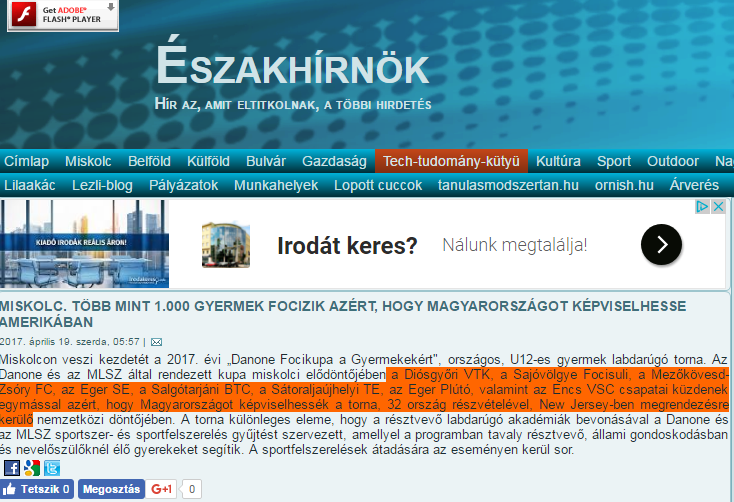 Get ADOBE®
FLASH® PLAYER
Északhírnök
Hír az, amit eltitkolnak, a többi hirdetés
Címlap Miskolc Belföld Külföld Bulvár Gazdaság Tech-tudomány-kütyü Kultúra Sport Outdoor Na
Lilaakác Lezli-blog Pályázatok Munkahelyek Lopott cuccok tanulasmodszertan.hu ornish.hu Árverés
KIADÓ IRODÁK REÁLIS ÁRON!
Irodát keres? Nálunk megtalálja!
MISKOLC. TÖBB MINT 1.000 GYERMEK FOCIZIK AZÉRT, HOGY MAGYARORSZÁGOT KÉPVISELHESSE
AMERIKÁBAN
2017. április 19. szerda, 05:57 |
Miskolcon veszi kezdetét a 2017. évi „Danone Focikupa a Gyermekekért", országos, U12-es gyermek labdarúgó torna. Az
Danone és az MLSZ által rendezett kupa miskolci elődöntőjében a Diósgyőri VTK, a Sajóvölgye Focisuli, a Mezőkövesd-
Zsóry FC, az Eger SE, a Salgótarjáni BTC, a Sátoraljaújhelyi TE, az Eger Plútó, valamint az Encs VSC csapatai küzdenek
egymással azért, hogy Magyarországot képviselhessék a torna, 32 ország részvételével, New Jersey-ben megrendezésre
kerülő nemzetközi döntőjében. A torna különleges eleme, hogy a résztvevő labdarúgó akadémiák bevonásával a Danone és
az MLSZ sportszer- és sportfelszerelés gyűjtést szervezett, amellyel a programban tavaly résztvevő, állami gondoskodásban
és nevelőszülőknél élő gyerekeket segítik. A sportfelszerelések átadására az eseményen kerül sor.
Tetszik 0 Megosztás G+1 0